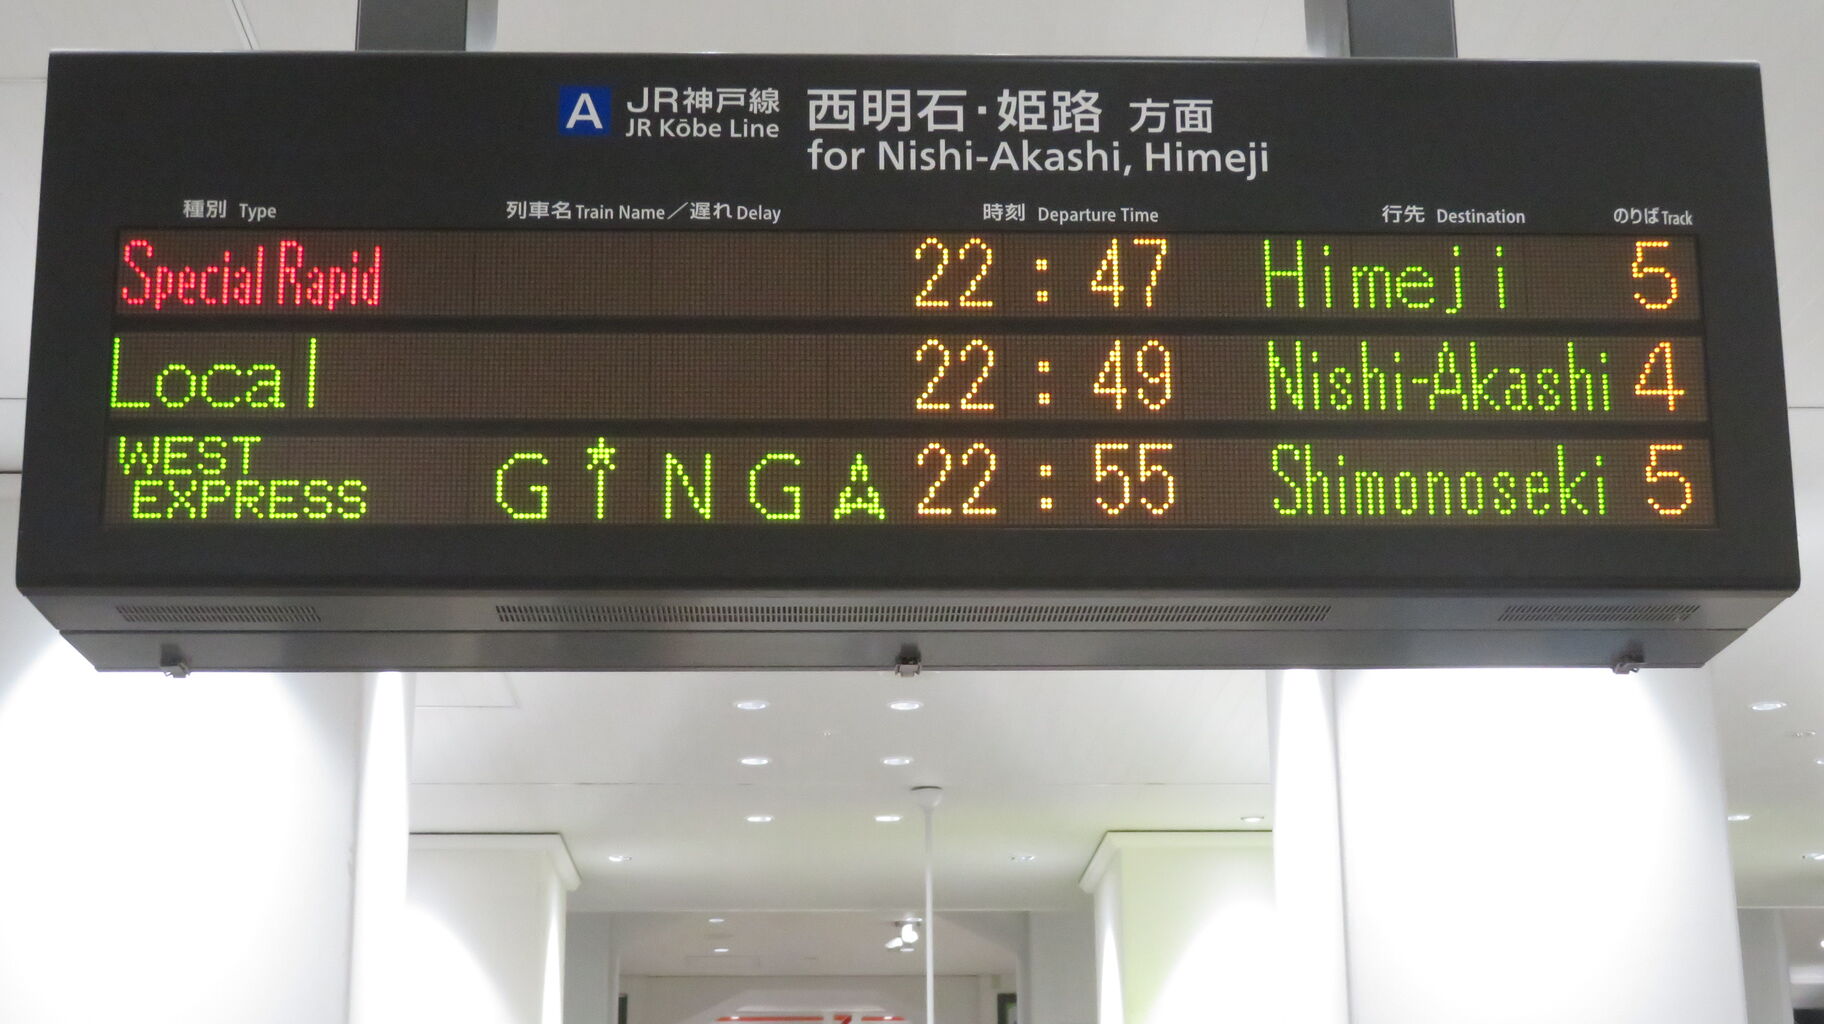 A JR神戸線 西明石・姫路 方面
JR Kōbe Line for Nishi-Akashi, Himeji
種別 Type 列車名 Train Name／遅れ Delay 時刻 Departure Time 行先 Destination のりば Track
Special Rapid 22:47 Himeji 5
Local 22:49 Nishi-Akashi 4
WEST EXPRESS GiNGA 22:55 Shimonoseki 5